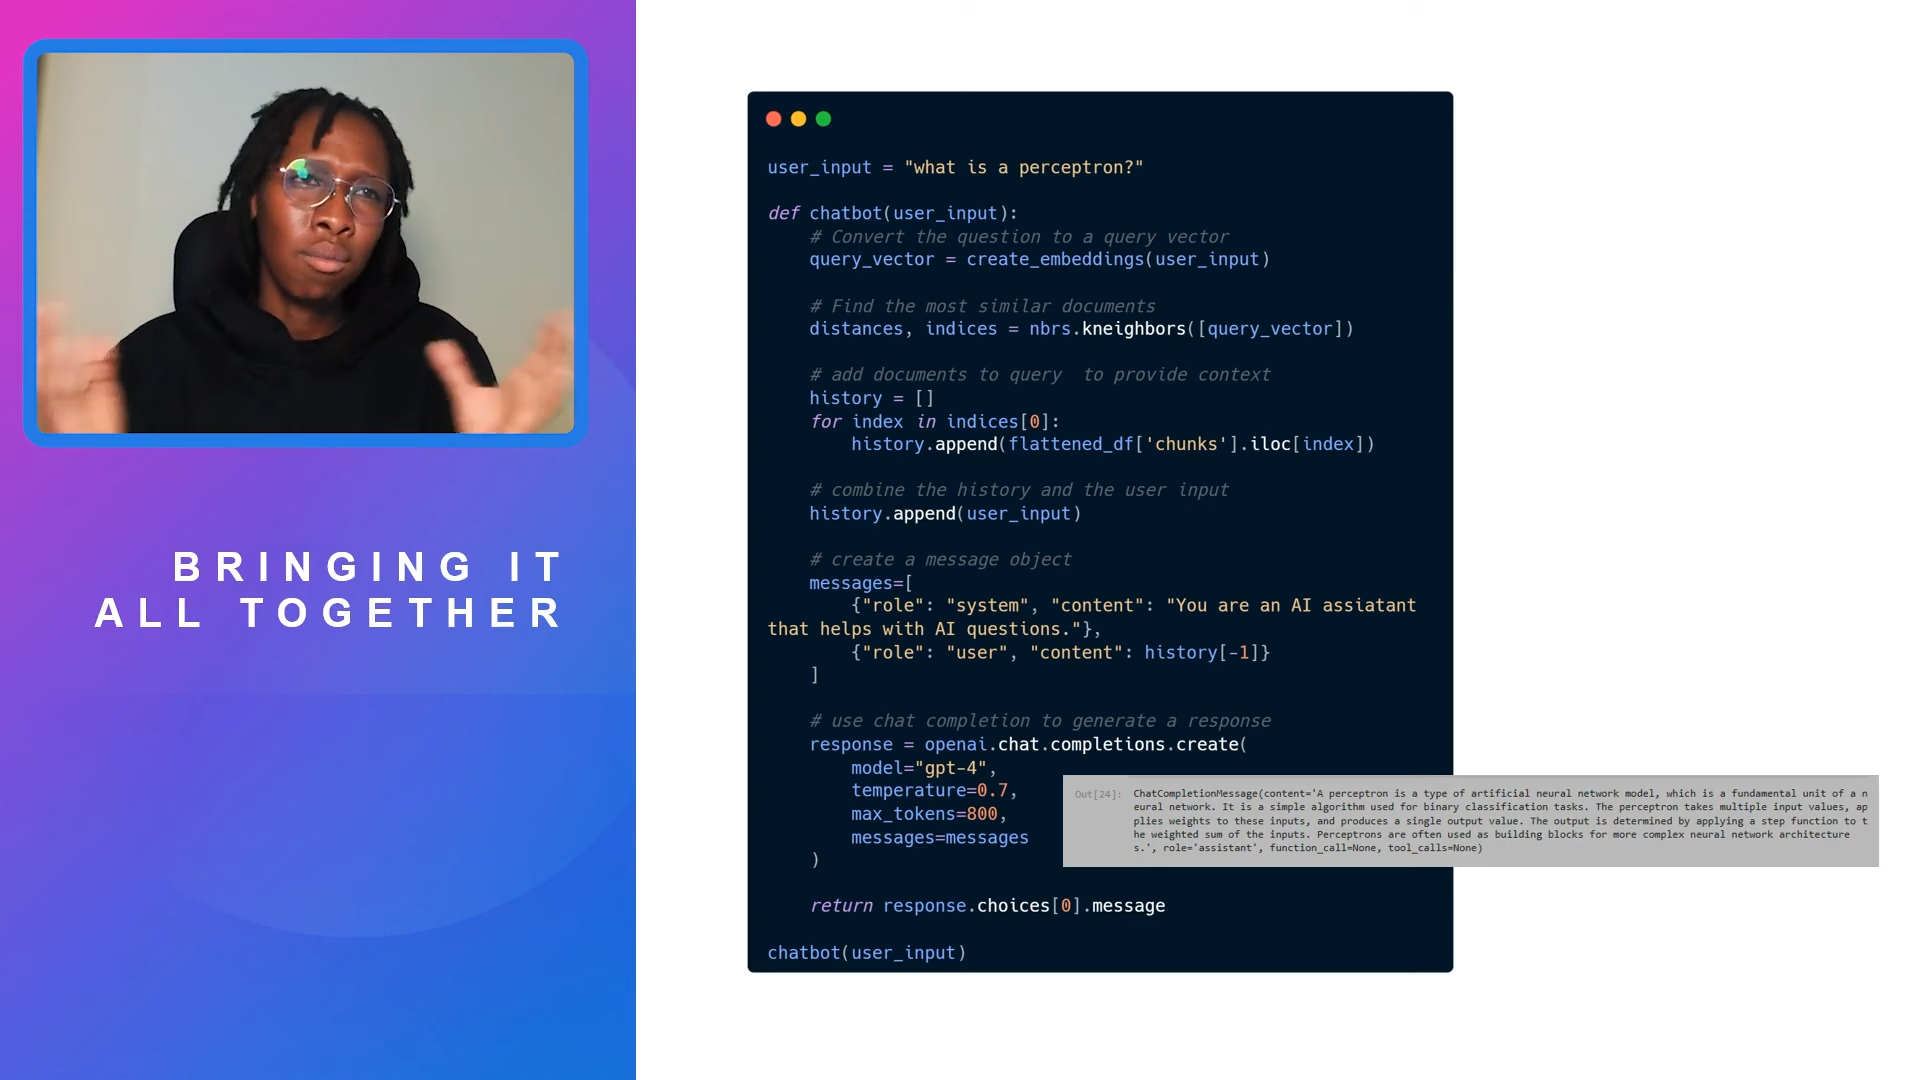 BRINGING IT
ALL TOGETHER
user_input = "what is a perceptron?"
def chatbot(user_input):
    # Convert the question to a query vector
    query_vector = create_embeddings(user_input)
    # Find the most similar documents
    distances, indices = nbrs.kneighbors([query_vector])
    # add documents to query  to provide context
    history = []
    for index in indices[0]:
        history.append(flattened_df['chunks'].iloc[index])
    # combine the history and the user input
    history.append(user_input)
    # create a message object
    messages=[
        {"role": "system", "content": "You are an AI assiatant
that helps with AI questions."},
        {"role": "user", "content": history[-1]}
    ]
    # use chat completion to generate a response
    response = openai.chat.completions.create(
        model="gpt-4",
        temperature=0.7,
        max_tokens=800,
        messages=messages
    )
    return response.choices[0].message
chatbot(user_input)
Out[24]: ChatCompletionMessage(content='A perceptron is a type of artificial neural network model, which is a fundamental unit of a n
eural network. It is a simple algorithm used for binary classification tasks. The perceptron takes multiple input values, ap
plies weights to these inputs, and produces a single output value. The output is determined by applying a step function to t
he weighted sum of the inputs. Perceptrons are often used as building blocks for more complex neural network architecture
s.', role='assistant', function_call=None, tool_calls=None)